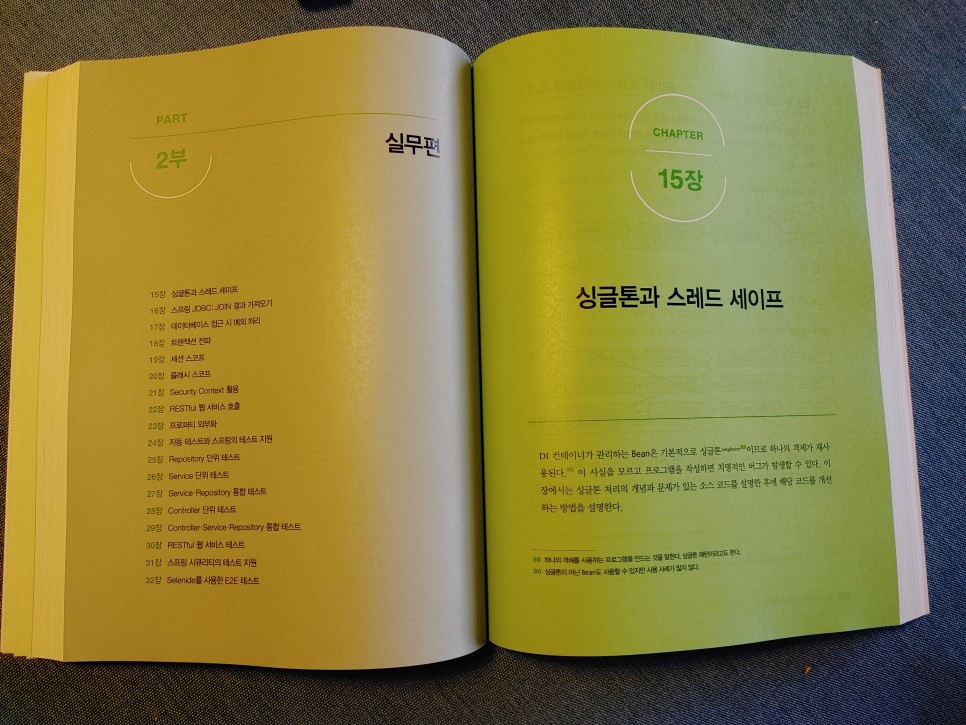 PART
2부
실무편
15장 싱글톤과 스레드 세이프
16장 스프링 JDBC: JOIN 결과 가져오기
17장 데이터베이스 접근 시 예외 처리
18장 트랜잭션 전파
19장 세션 스코프
20장 플래시 스코프
21장 Security Context 활용
22장 RESTful 웹 서비스 호출
23장 프로퍼티 외부화
24장 자동 테스트와 스프링의 테스트 지원
25장 Repository 단위 테스트
26장 Service 단위 테스트
27장 Service·Repository 통합 테스트
28장 Controller 단위 테스트
29장 Controller·Service·Repository 통합 테스트
30장 RESTful 웹 서비스 테스트
31장 스프링 시큐리티의 테스트 지원
32장 Selenide를 사용한 E2E 테스트
CHAPTER
15장
싱글톤과 스레드 세이프
DI 컨테이너가 관리하는 Bean은 기본적으로 싱글톤singleton89이므로 하나의 객체가 재사
용된다.90 이 사실을 모르고 프로그램을 작성하면 치명적인 버그가 발생할 수 있다. 이
장에서는 싱글톤 처리의 개념과 문제가 있는 소스 코드를 설명한 후에 해당 코드를 개선
하는 방법을 설명한다.
89 하나의 객체를 사용하는 프로그램을 만드는 것을 말한다. 싱글톤 패턴이라고도 한다.
90 싱글톤이 아닌 Bean도 사용할 수 있지만 사용 사례가 많지 않다.